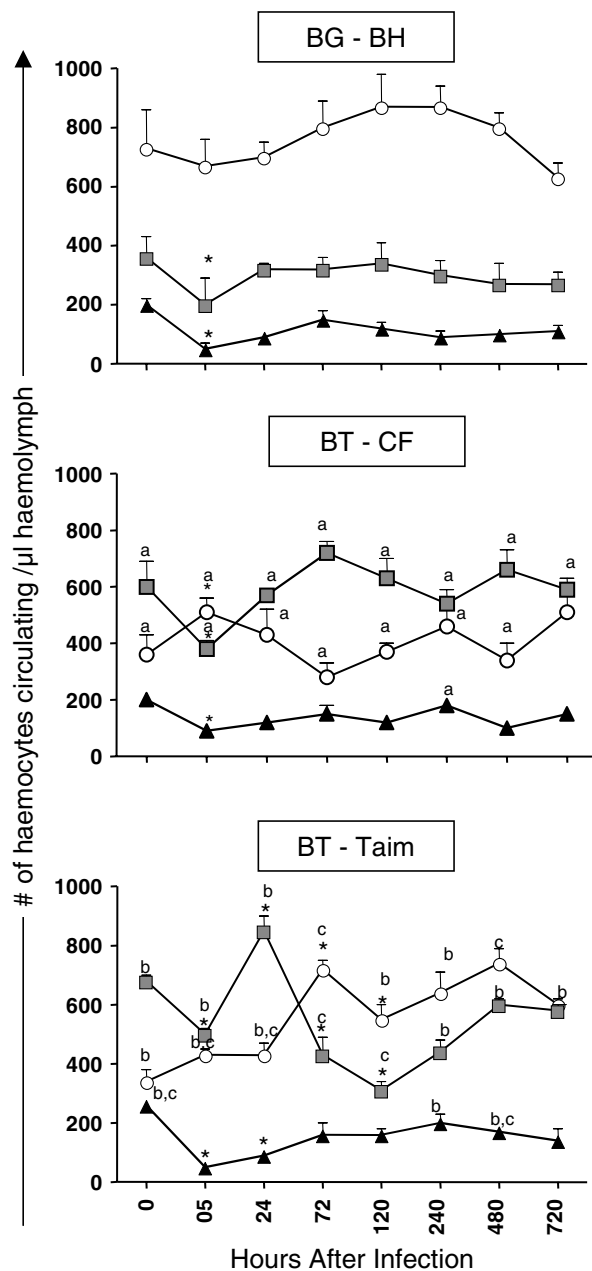 BG - BH
1000
800
600
400
200
0
*
*
BT - CF
1000
800
600
400
200
0
a a a a a a a a
*
a a a a a a a
*
a
*
BT - Taim
1000
800
600
400
200
0
b b b c b b c b
* * * *
b b,c b,c c c b b
* *
b,c b b,c
* *
0 05 24 72 120 240 480 720
Hours After Infection
# of haemocytes circulating /µl haemolymph